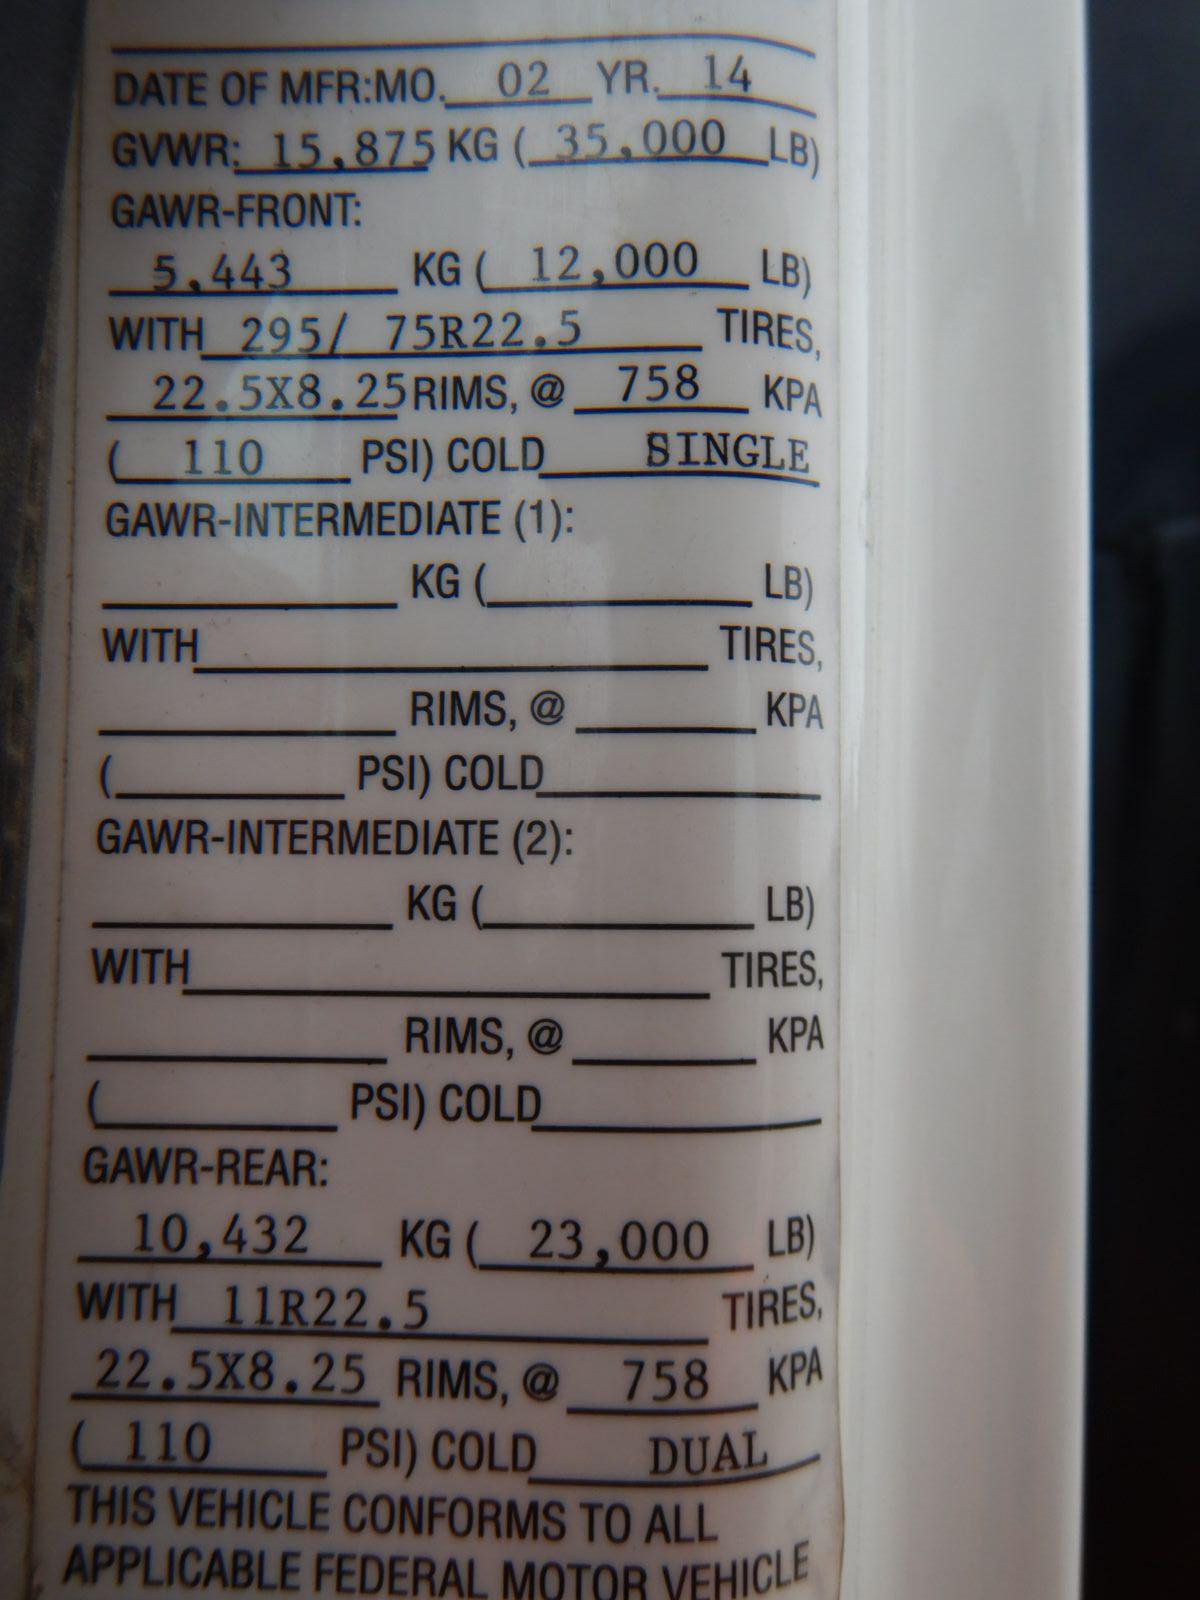 DATE OF MFR:MO. 02 YR. 14
GVWR: 15,875 KG ( 35,000 LB)
GAWR-FRONT:
5,443 KG ( 12,000 LB)
WITH 295/ 75R22.5 TIRES,
22.5X8.25 RIMS, @ 758 KPA
( 110 PSI) COLD SINGLE
GAWR-INTERMEDIATE (1):
KG ( LB)
WITH TIRES,
RIMS, @ KPA
( PSI) COLD
GAWR-INTERMEDIATE (2):
KG ( LB)
WITH TIRES,
RIMS, @ KPA
( PSI) COLD
GAWR-REAR:
10,432 KG ( 23,000 LB)
WITH 11R22.5 TIRES,
22.5X8.25 RIMS, @ 758 KPA
( 110 PSI) COLD DUAL
THIS VEHICLE CONFORMS TO ALL
APPLICABLE FEDERAL MOTOR VEHICLE